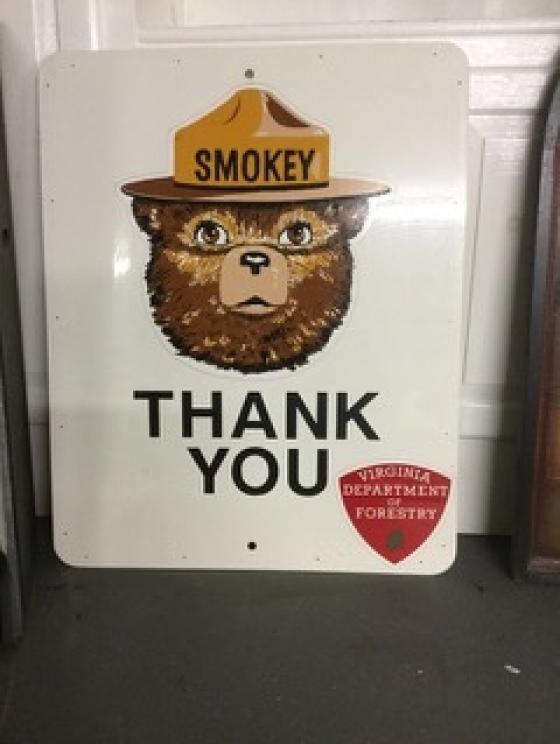 SMOKEY
THANK
YOU
VIRGINIA
DEPARTMENT
OF
FORESTRY